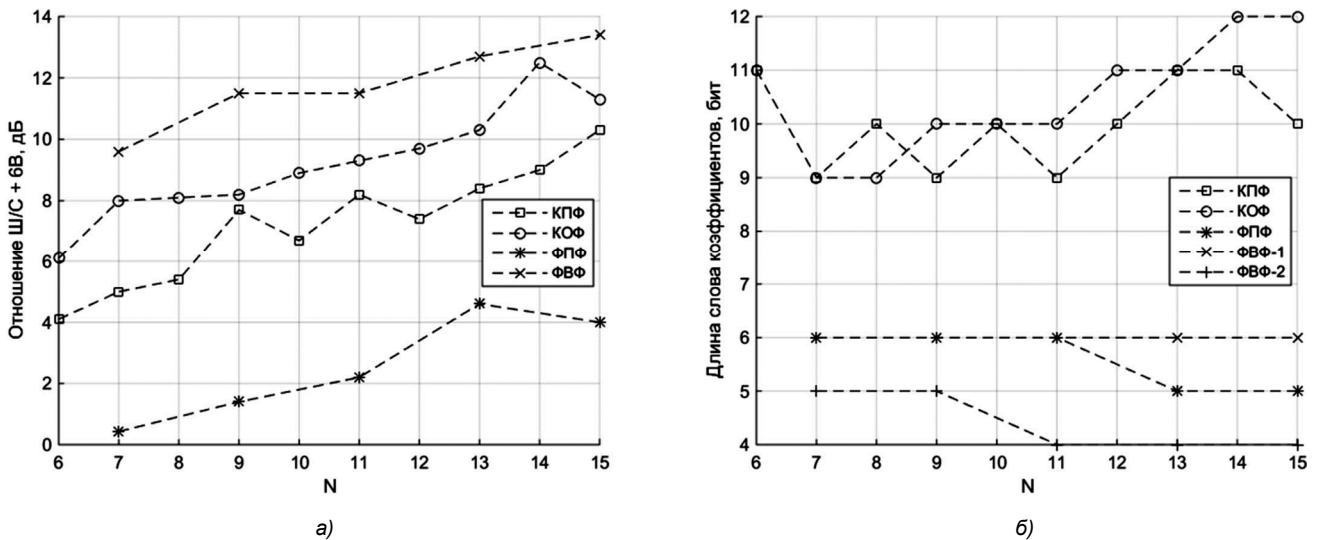 Отношение Ш/С + 6В, дБ
14
12
10
8
6
4
2
0
6 7 8 9 10 11 12 13 14 15
N
КПФ
КОФ
ФПФ
ФВФ
а)
Длина слова коэффициентов, бит
12
11
10
9
8
7
6
5
4
6 7 8 9 10 11 12 13 14 15
N
КПФ
КОФ
ФПФ
ФВФ-1
ФВФ-2
б)